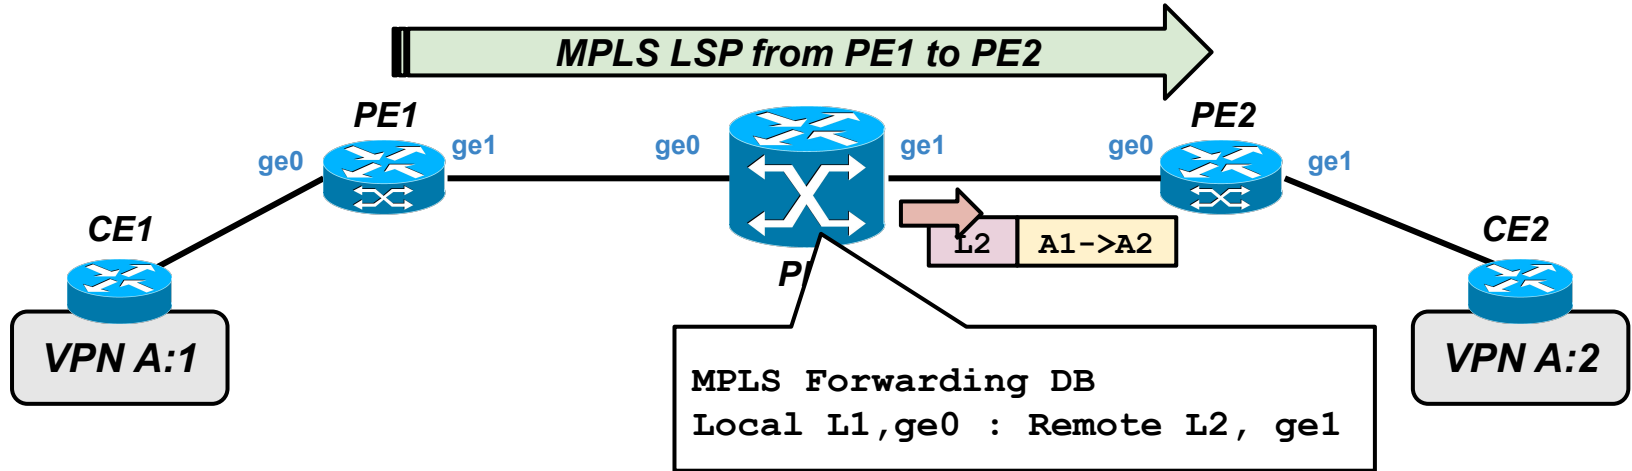 MPLS LSP from PE1 to PE2
PE1
PE2
ge0
ge1
ge0
ge1
ge0
ge1
CE1
CE2
L2
A1->A2
VPN A:1
VPN A:2
MPLS Forwarding DB
Local L1,ge0 : Remote L2, ge1